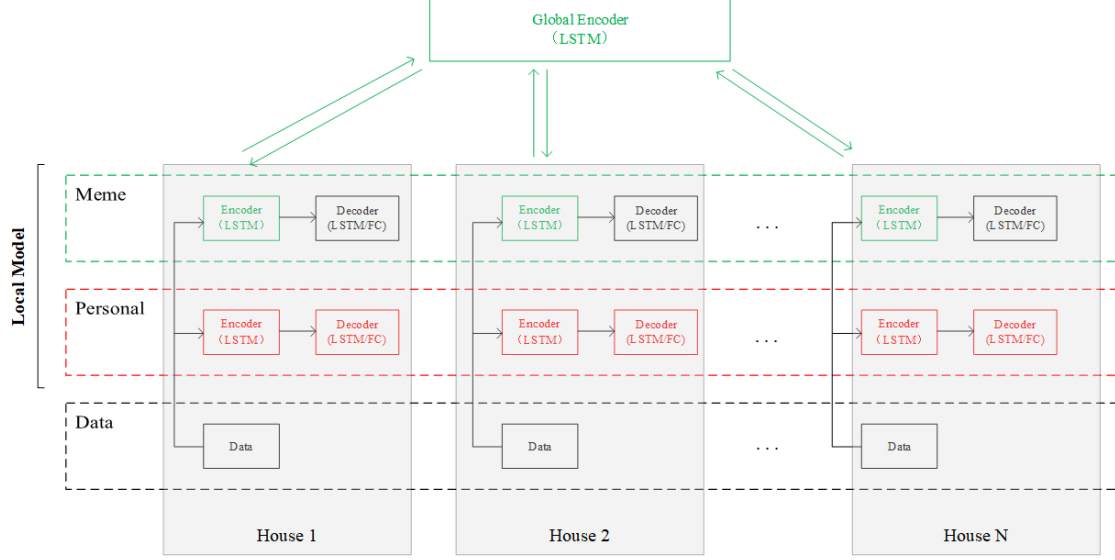 Global Encoder
（LSTM）
Local Model
Meme
Encoder
（LSTM）
Decoder
(LSTM/FC)
Encoder
（LSTM）
Decoder
(LSTM/FC)
. . .
Encoder
（LSTM）
Decoder
(LSTM/FC)
Personal
Encoder
（LSTM）
Decoder
(LSTM/FC)
Encoder
（LSTM）
Decoder
(LSTM/FC)
. . .
Encoder
（LSTM）
Decoder
(LSTM/FC)
Data
Data
Data
. . .
Data
House 1
House 2
House N